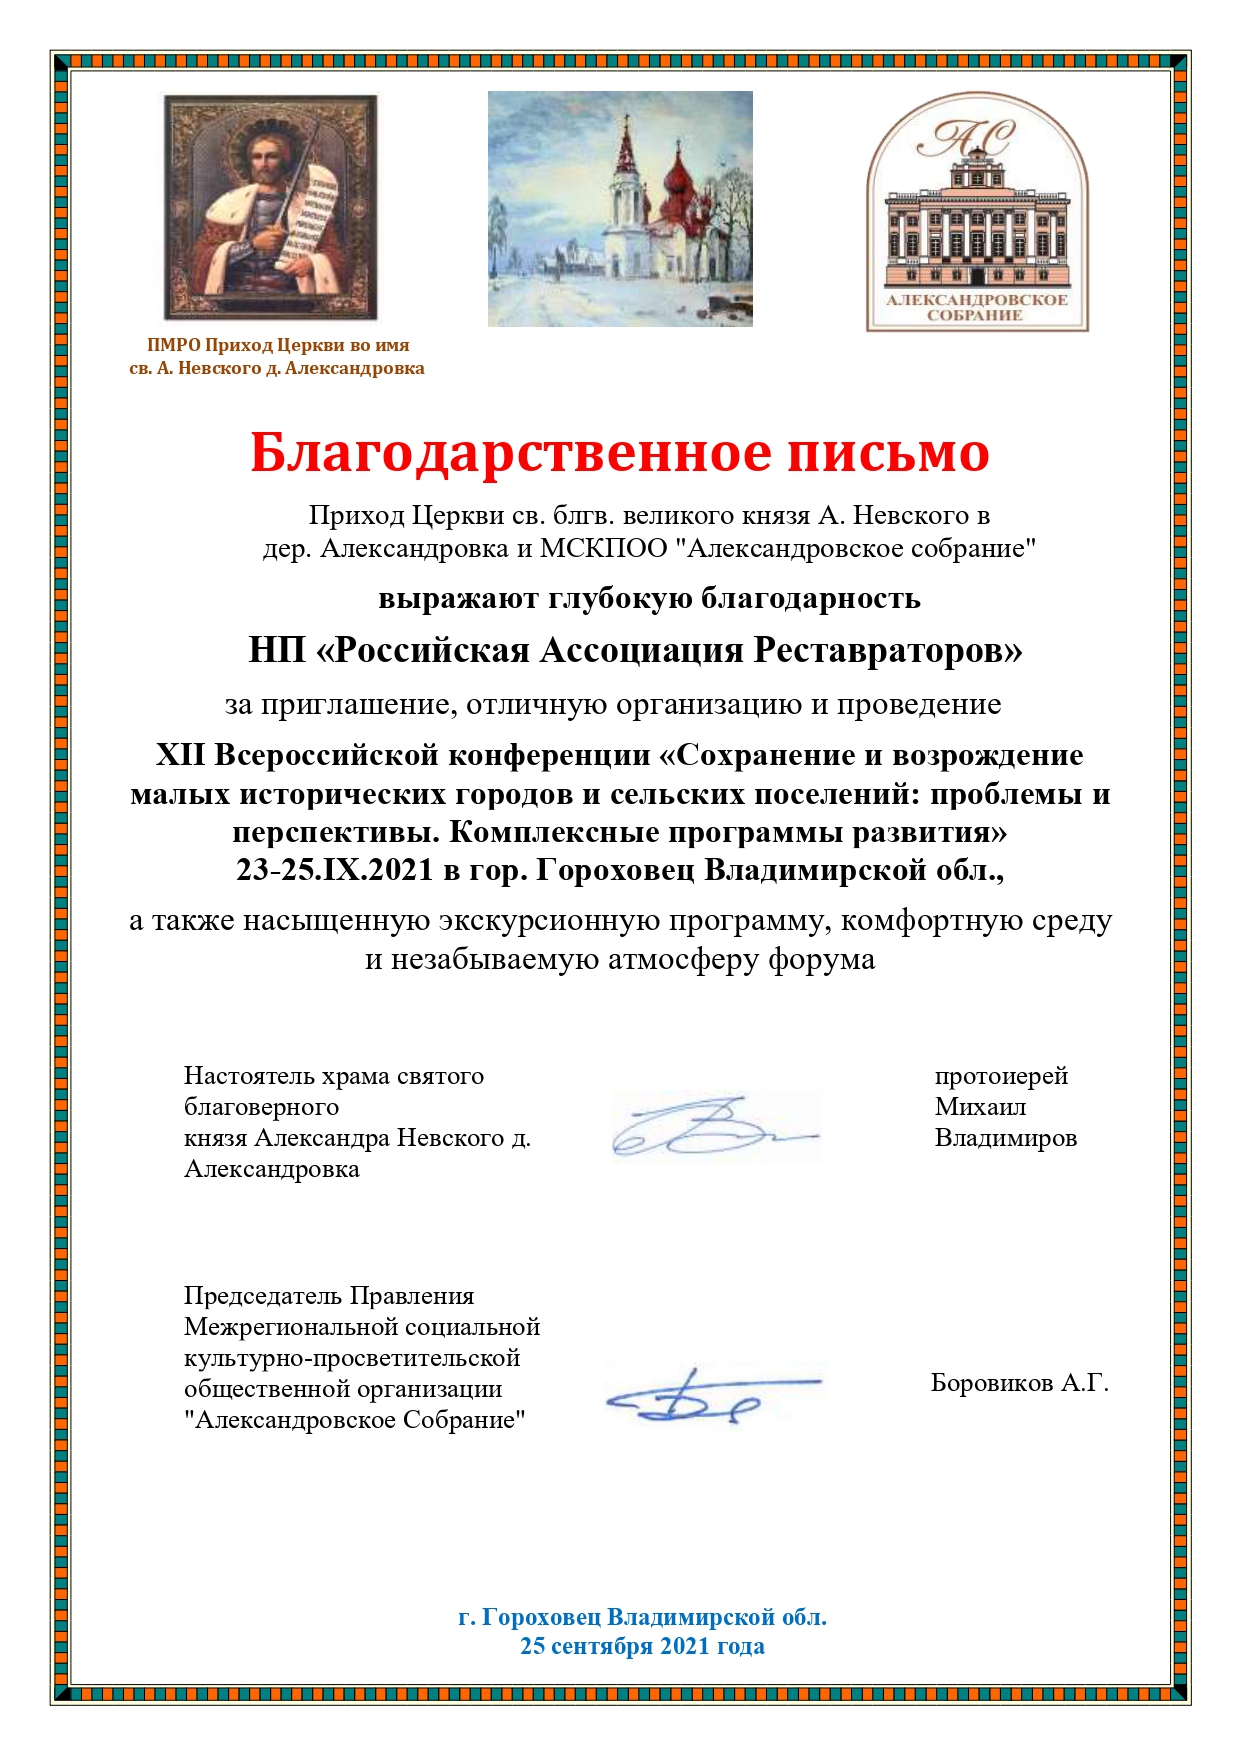 АС
АЛЕКСАНДРОВСКОЕ
СОБРАНИЕ
ПМРО Приход Церкви во имя
св. А. Невского д. Александровка
Благодарственное письмо
Приход Церкви св. блгв. великого князя А. Невского в
дер. Александровка и МСКПОО "Александровское собрание"
выражают глубокую благодарность
НП «Российская Ассоциация Реставраторов»
за приглашение, отличную организацию и проведение
XII Всероссийской конференции «Сохранение и возрождение
малых исторических городов и сельских поселений: проблемы и
перспективы. Комплексные программы развития»
23-25.IX.2021 в гор. Гороховец Владимирской обл.,
а также насыщенную экскурсионную программу, комфортную среду
и незабываемую атмосферу форума
Настоятель храма святого
благоверного
князя Александра Невского д.
Александровка
протоиерей
Михаил
Владимиров
Председатель Правления
Межрегиональной социальной
культурно-просветительской
общественной организации
"Александровское Собрание"
Боровиков А.Г.
г. Гороховец Владимирской обл.
25 сентября 2021 года